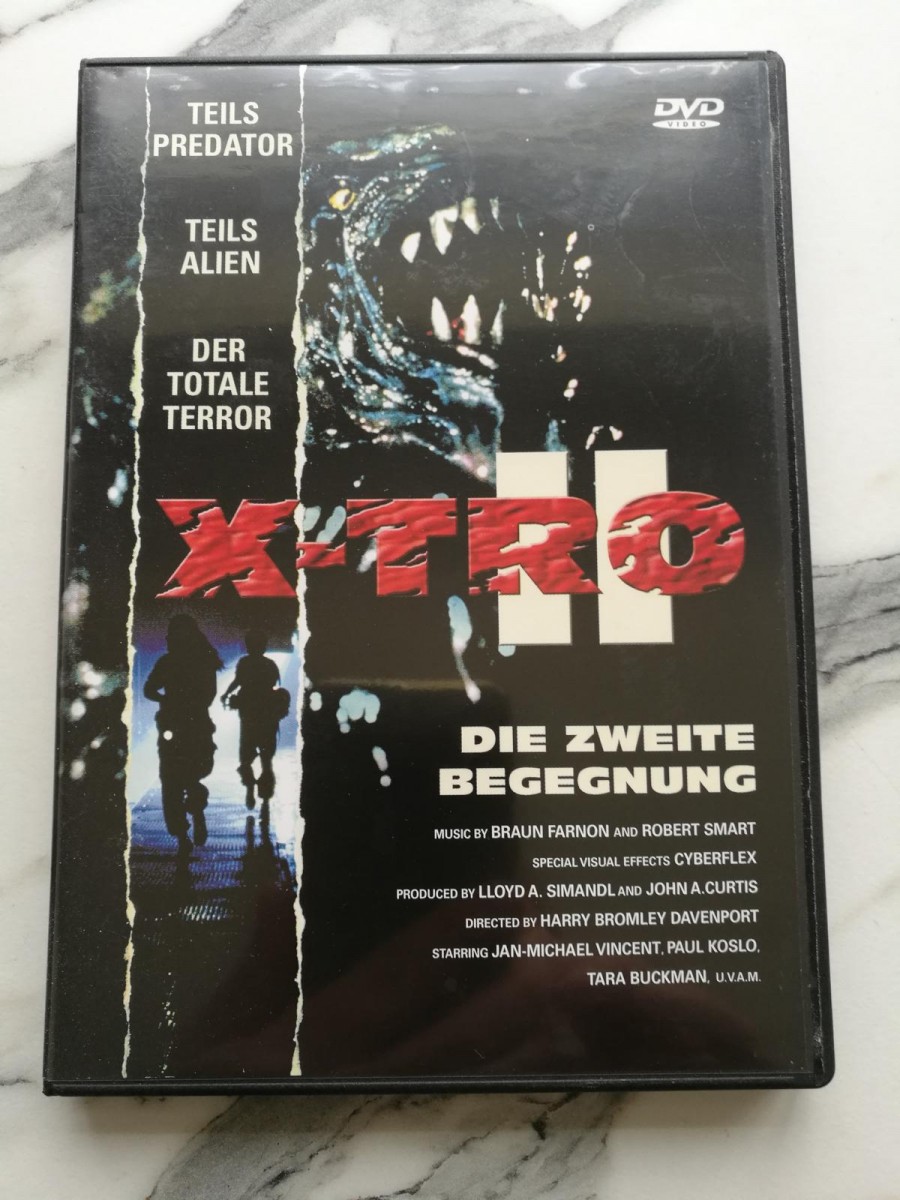 TEILS
PREDATOR
TEILS
ALIEN
DER
TOTALE
TERROR
DVD
VIDEO
X-TRO
II
DIE ZWEITE
BEGEGNUNG
MUSIC BY BRAUN FARNON AND ROBERT SMART
SPECIAL VISUAL EFFECTS CYBERFLEX
PRODUCED BY LLOYD A. SIMANDL AND JOHN A.CURTIS
DIRECTED BY HARRY BROMLEY DAVENPORT
STARRING JAN-MICHAEL VINCENT, PAUL KOSLO,
TARA BUCKMAN, U.V.A.M.